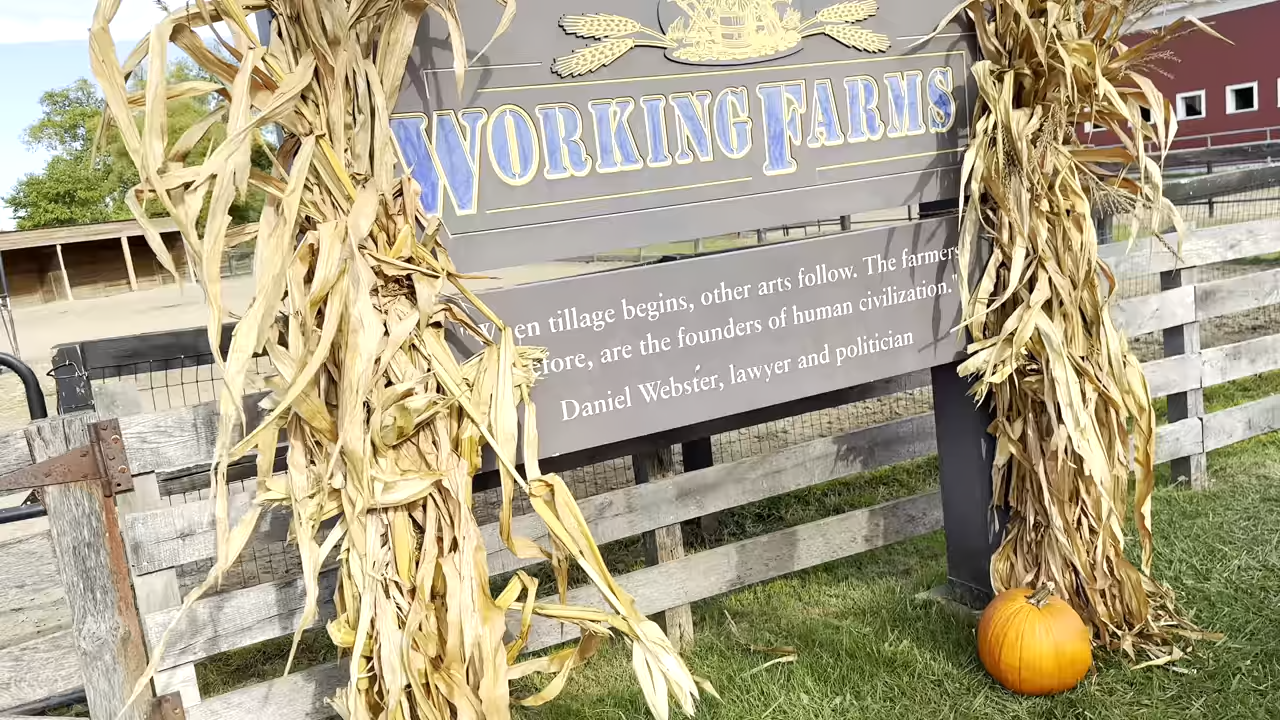 WORKING FARMS
when tillage begins, other arts follow. The farmers
efore, are the founders of human civilization."
Daniel Webster, lawyer and politician